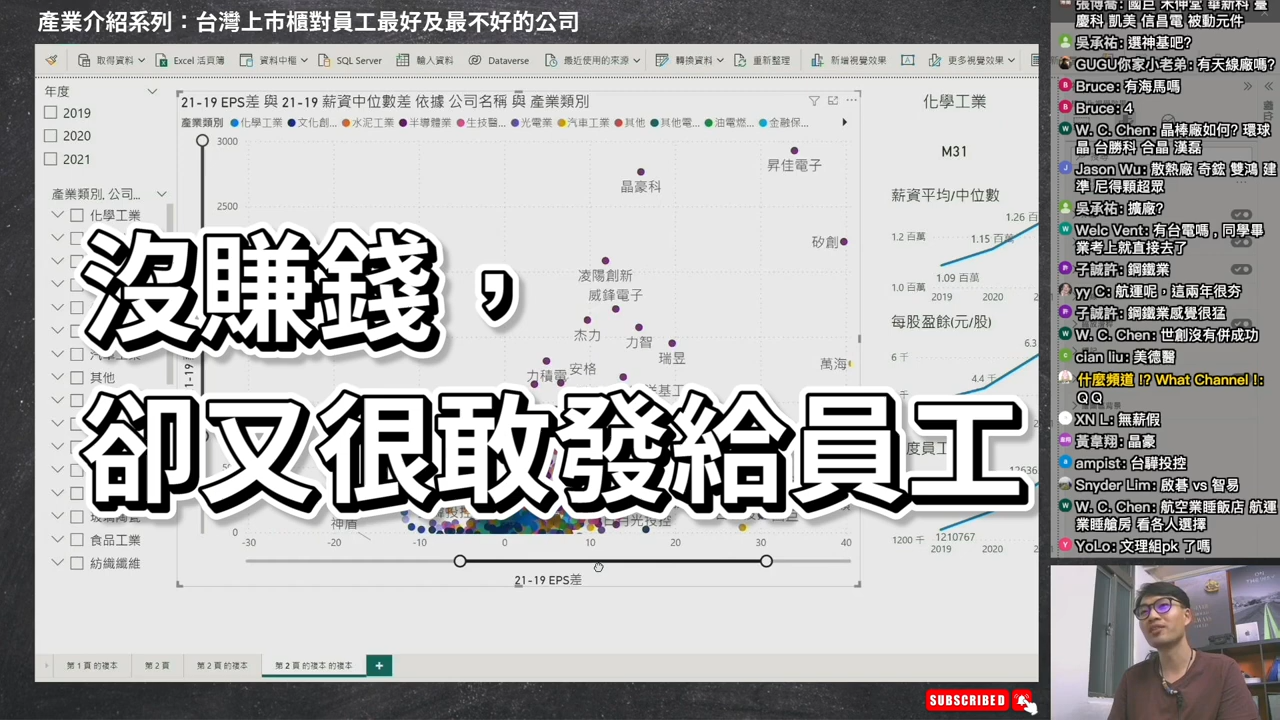 產業介紹系列：台灣上市櫃對員工最好及最不好的公司
取得資料
Excel 活頁簿
資料中樞
SQL Server
輸入資料
Dataverse
最近使用的來源
轉換資料
重新整理
新增視覺效果
更多視覺效果
年度
2019
2020
2021
產業類別, 公司...
化學工業
其他
食品工業
紡織纖維
21-19 EPS差 與 21-19 薪資中位數差 依據 公司名稱 與 產業類別
產業類別 化學工業 文化創... 水泥工業 半導體業 生技醫... 光電業 汽車工業 其他 其他電... 油電燃... 金融保...
3000
2500
昇佳電子
晶豪科
矽創
凌陽創新
威鋒電子
杰力
力智
瑞昱
萬海
力積電
安格
神盾
0
-30 -20 -10 0 10 20 30 40
21-19 EPS差
沒賺錢，
卻又很敢發給員工
化學工業
M31
薪資平均/中位數
1.26 百
1.2 百萬
1.15 百萬
1.09 百萬
1.0 百萬
2019 2020
每股盈餘(元/股)
6.3
6 千
4.4 千
2019 2020
度員工
12636
1210767
1200 千
2019 2020
第 1 頁 的複本
第 2 頁
第 2 頁 的複本
第 2 頁 的複本 的複本
+
張博喬: 國巨 禾伸堂 華新科 臺
慶科 凱美 信昌電 被動元件
吳承祐: 選神基吧?
GUGU你家小老弟: 有天線廠嗎?
Bruce: 有海馬嗎
Bruce: 4
W. C. Chen: 晶棒廠如何? 環球
晶 台勝科 合晶 漢磊
Jason Wu: 散熱廠 奇鋐 雙鴻 建
準 尼得科超眾
吳承祐: 擴廠?
Welc Vent: 有台電嗎 , 同學畢
業考上就直接去了
子誠許: 鋼鐵業
yy C: 航運呢，這兩年很夯
子誠許: 鋼鐵業感覺很猛
W. C. Chen: 世創沒有併成功
cian liu: 美德醫
什麼頻道 !? What Channel !:
Q Q
XN L: 無薪假
黃韋翔: 晶豪
ampist: 台驊投控
Snyder Lim: 啟碁 vs 智易
W. C. Chen: 航空業睡飯店 航運
業睡艙房 看各人選擇
YoLo: 文理組pk 了嗎
SUBSCRIBED